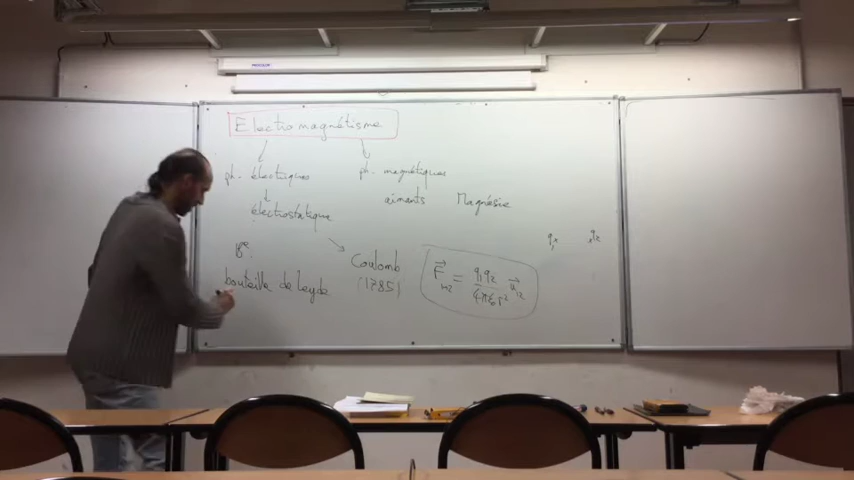 Electromagnétisme
ph. électriques
ph. magnétiques
aimants Magnésie
électrostatique
q₁ q₂
Coulomb
(1785)
F₁₂ = q₁q₂ / 4πε₀r² u₁₂
bouteille de Leyde